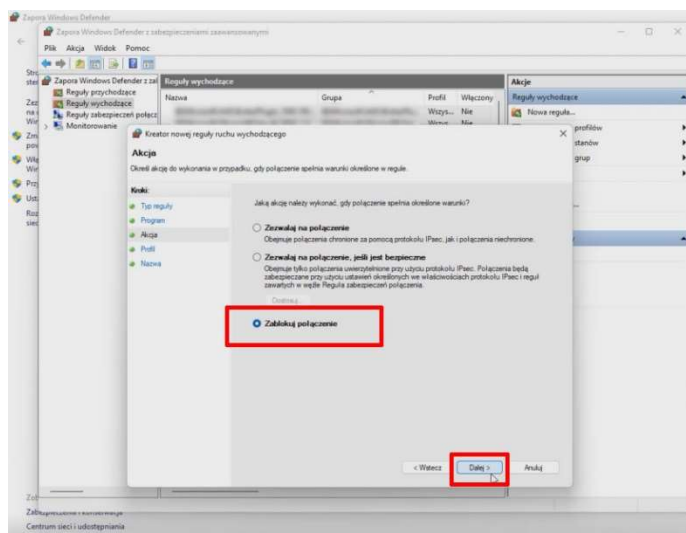 Zapora Windows Defender
Zapora Windows Defender z zabezpieczeniami zaawansowanymi
Plik Akcja Widok Pomoc
Zapora Windows Defender z zal
Reguły przychodzące
Reguły wychodzące
Reguły zabezpieczeń połącz
Monitorowanie
Reguły wychodzące
Nazwa Grupa Profil Włączony
Wszys... Nie
Wszys... Nie
Akcje
Reguły wychodzące
Nowa reguła...
profilów
stanów
grup
Kreator nowej reguły ruchu wychodzącego
Akcja
Określ akcję do wykonania w przypadku, gdy połączenie spełnia warunki określone w regule.
Kroki:
Typ reguły
Program
Akcja
Profil
Nazwa
Jaką akcję należy wykonać, gdy połączenie spełnia określone warunki?
Zezwalaj na połączenie
Obejmuje połączenia chronione za pomocą protokołu IPsec, jak i połączenia niechronione.
Zezwalaj na połączenie, jeśli jest bezpieczne
Obejmuje tylko połączenia uwierzytelnione przy użyciu protokołu IPsec. Połączenia będą
zabezpieczane przy użyciu ustawień określonych we właściwościach protokołu IPsec i reguł
zawartych w węźle Reguła zabezpieczeń połączenia.
Dostosuj...
Zablokuj połączenie
< Wstecz Dalej > Anuluj
Centrum sieci i udostępniania